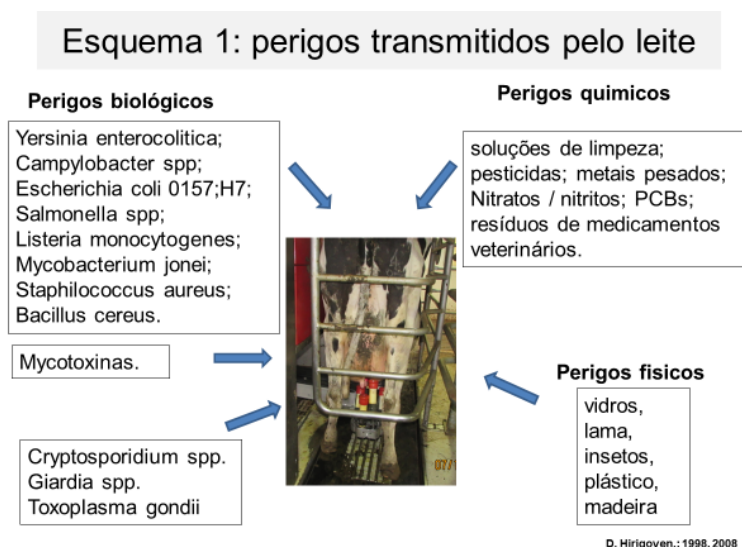 Esquema 1: perigos transmitidos pelo leite
Perigos biológicos
Yersinia enterocolitica;
Campylobacter spp;
Escherichia coli 0157;H7;
Salmonella spp;
Listeria monocytogenes;
Mycobacterium jonei;
Staphilococcus aureus;
Bacillus cereus.
Mycotoxinas.
Cryptosporidium spp.
Giardia spp.
Toxoplasma gondii
Perigos quimicos
soluções de limpeza;
pesticidas; metais pesados;
Nitratos / nitritos; PCBs;
resíduos de medicamentos
veterinários.
Perigos fisicos
vidros,
lama,
insetos,
plástico,
madeira
07/1
D. Hirigoyen.; 1998, 2008